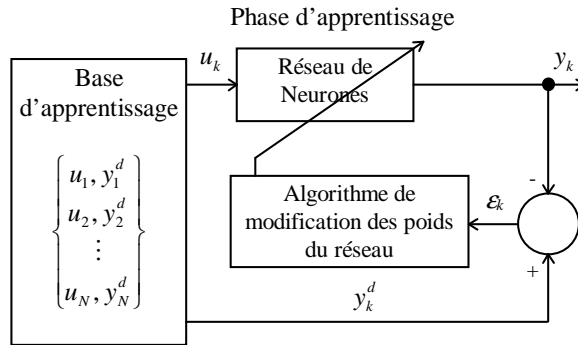 Phase d'apprentissage
Base
d'apprentissage
u_1, y_1^d
u_2, y_2^d
⋮
u_N, y_N^d
u_k
Réseau de
Neurones
y_k
Algorithme de
modification des poids
du réseau
ε_k
-
+
y_k^d